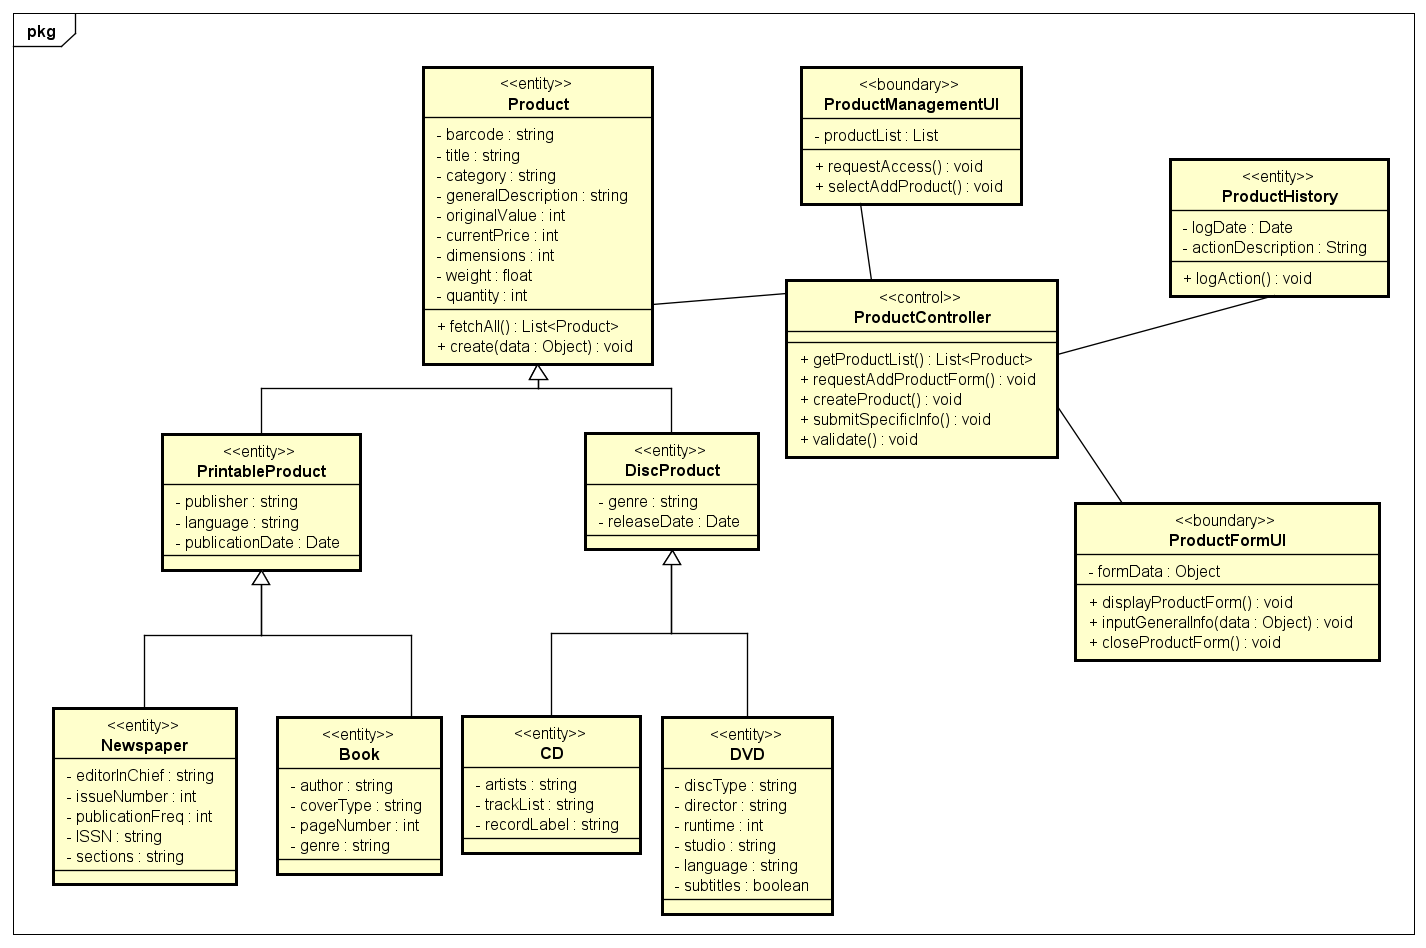 pkg
<<entity>>
Product
- barcode : string
- title : string
- category : string
- generalDescription : string
- originalValue : int
- currentPrice : int
- dimensions : int
- weight : float
- quantity : int
+ fetchAll() : List<Product>
+ create(data : Object) : void
<<boundary>>
ProductManagementUI
- productList : List
+ requestAccess() : void
+ selectAddProduct() : void
<<entity>>
ProductHistory
- logDate : Date
- actionDescription : String
+ logAction() : void
<<control>>
ProductController
+ getProductList() : List<Product>
+ requestAddProductForm() : void
+ createProduct() : void
+ submitSpecificInfo() : void
+ validate() : void
<<entity>>
PrintableProduct
- publisher : string
- language : string
- publicationDate : Date
<<entity>>
DiscProduct
- genre : string
- releaseDate : Date
<<boundary>>
ProductFormUI
- formData : Object
+ displayProductForm() : void
+ inputGeneralInfo(data : Object) : void
+ closeProductForm() : void
<<entity>>
Newspaper
- editorInChief : string
- issueNumber : int
- publicationFreq : int
- ISSN : string
- sections : string
<<entity>>
Book
- author : string
- coverType : string
- pageNumber : int
- genre : string
<<entity>>
CD
- artists : string
- trackList : string
- recordLabel : string
<<entity>>
DVD
- discType : string
- director : string
- runtime : int
- studio : string
- language : string
- subtitles : boolean